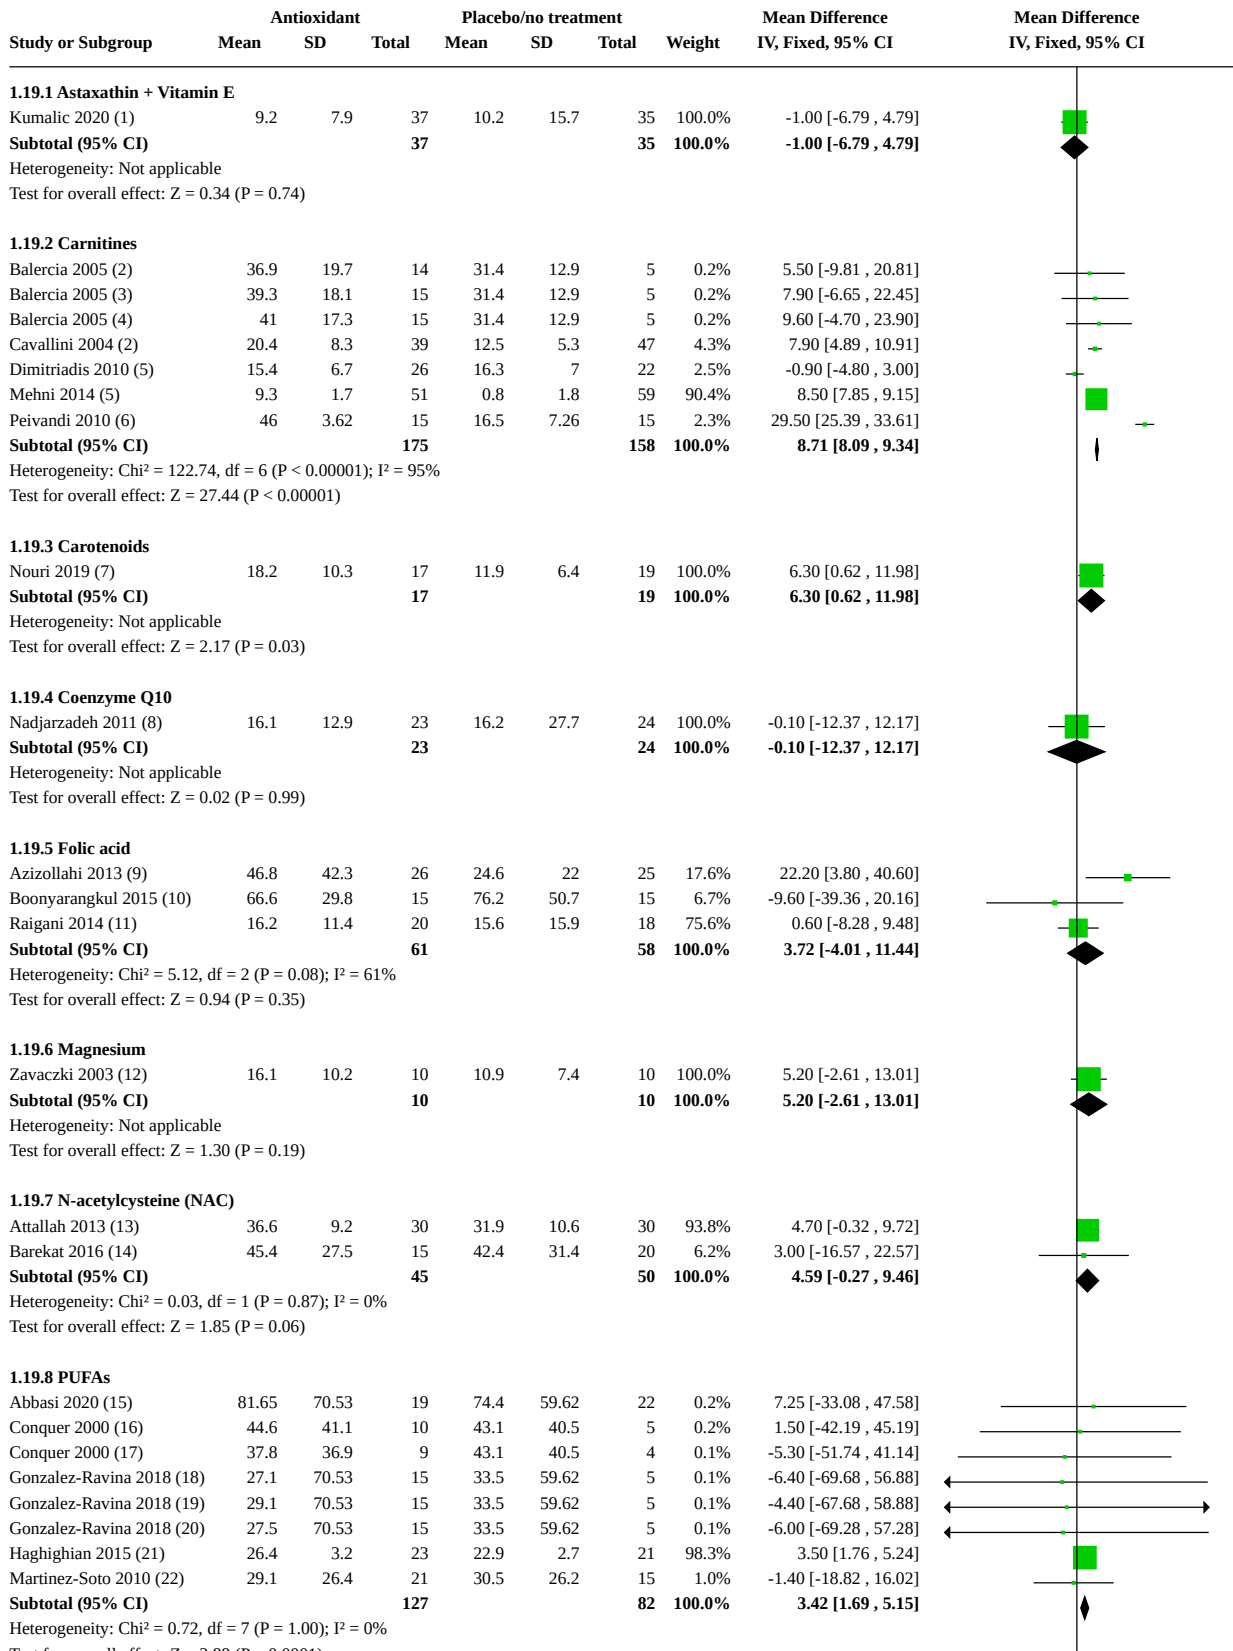 Antioxidant Placebo/no treatment Mean Difference Mean Difference
Study or Subgroup Mean SD Total Mean SD Total Weight IV, Fixed, 95% CI IV, Fixed, 95% CI
1.19.1 Astaxathin + Vitamin E
Kumalic 2020 (1) 9.2 7.9 37 10.2 15.7 35 100.0% -1.00 [-6.79 , 4.79]
Subtotal (95% CI) 37 35 100.0% -1.00 [-6.79 , 4.79]
Heterogeneity: Not applicable
Test for overall effect: Z = 0.34 (P = 0.74)
1.19.2 Carnitines
Balercia 2005 (2) 36.9 19.7 14 31.4 12.9 5 0.2% 5.50 [-9.81 , 20.81]
Balercia 2005 (3) 39.3 18.1 15 31.4 12.9 5 0.2% 7.90 [-6.65 , 22.45]
Balercia 2005 (4) 41 17.3 15 31.4 12.9 5 0.2% 9.60 [-4.70 , 23.90]
Cavallini 2004 (2) 20.4 8.3 39 12.5 5.3 47 4.3% 7.90 [4.89 , 10.91]
Dimitriadis 2010 (5) 15.4 6.7 26 16.3 7 22 2.5% -0.90 [-4.80 , 3.00]
Mehni 2014 (5) 9.3 1.7 51 0.8 1.8 59 90.4% 8.50 [7.85 , 9.15]
Peivandi 2010 (6) 46 3.62 15 16.5 7.26 15 2.3% 29.50 [25.39 , 33.61]
Subtotal (95% CI) 175 158 100.0% 8.71 [8.09 , 9.34]
Heterogeneity: Chi² = 122.74, df = 6 (P < 0.00001); I² = 95%
Test for overall effect: Z = 27.44 (P < 0.00001)
1.19.3 Carotenoids
Nouri 2019 (7) 18.2 10.3 17 11.9 6.4 19 100.0% 6.30 [0.62 , 11.98]
Subtotal (95% CI) 17 19 100.0% 6.30 [0.62 , 11.98]
Heterogeneity: Not applicable
Test for overall effect: Z = 2.17 (P = 0.03)
1.19.4 Coenzyme Q10
Nadjarzadeh 2011 (8) 16.1 12.9 23 16.2 27.7 24 100.0% -0.10 [-12.37 , 12.17]
Subtotal (95% CI) 23 24 100.0% -0.10 [-12.37 , 12.17]
Heterogeneity: Not applicable
Test for overall effect: Z = 0.02 (P = 0.99)
1.19.5 Folic acid
Azizollahi 2013 (9) 46.8 42.3 26 24.6 22 25 17.6% 22.20 [3.80 , 40.60]
Boonyarangkul 2015 (10) 66.6 29.8 15 76.2 50.7 15 6.7% -9.60 [-39.36 , 20.16]
Raigani 2014 (11) 16.2 11.4 20 15.6 15.9 18 75.6% 0.60 [-8.28 , 9.48]
Subtotal (95% CI) 61 58 100.0% 3.72 [-4.01 , 11.44]
Heterogeneity: Chi² = 5.12, df = 2 (P = 0.08); I² = 61%
Test for overall effect: Z = 0.94 (P = 0.35)
1.19.6 Magnesium
Zavaczki 2003 (12) 16.1 10.2 10 10.9 7.4 10 100.0% 5.20 [-2.61 , 13.01]
Subtotal (95% CI) 10 10 100.0% 5.20 [-2.61 , 13.01]
Heterogeneity: Not applicable
Test for overall effect: Z = 1.30 (P = 0.19)
1.19.7 N-acetylcysteine (NAC)
Attallah 2013 (13) 36.6 9.2 30 31.9 10.6 30 93.8% 4.70 [-0.32 , 9.72]
Barekat 2016 (14) 45.4 27.5 15 42.4 31.4 20 6.2% 3.00 [-16.57 , 22.57]
Subtotal (95% CI) 45 50 100.0% 4.59 [-0.27 , 9.46]
Heterogeneity: Chi² = 0.03, df = 1 (P = 0.87); I² = 0%
Test for overall effect: Z = 1.85 (P = 0.06)
1.19.8 PUFAs
Abbasi 2020 (15) 81.65 70.53 19 74.4 59.62 22 0.2% 7.25 [-33.08 , 47.58]
Conquer 2000 (16) 44.6 41.1 10 43.1 40.5 5 0.2% 1.50 [-42.19 , 45.19]
Conquer 2000 (17) 37.8 36.9 9 43.1 40.5 4 0.1% -5.30 [-51.74 , 41.14]
Gonzalez-Ravina 2018 (18) 27.1 70.53 15 33.5 59.62 5 0.1% -6.40 [-69.68 , 56.88]
Gonzalez-Ravina 2018 (19) 29.1 70.53 15 33.5 59.62 5 0.1% -4.40 [-67.68 , 58.88]
Gonzalez-Ravina 2018 (20) 27.5 70.53 15 33.5 59.62 5 0.1% -6.00 [-69.28 , 57.28]
Haghighian 2015 (21) 26.4 3.2 23 22.9 2.7 21 98.3% 3.50 [1.76 , 5.24]
Martinez-Soto 2010 (22) 29.1 26.4 21 30.5 26.2 15 1.0% -1.40 [-18.82 , 16.02]
Subtotal (95% CI) 127 82 100.0% 3.42 [1.69 , 5.15]
Heterogeneity: Chi² = 0.72, df = 7 (P = 1.00); I² = 0%